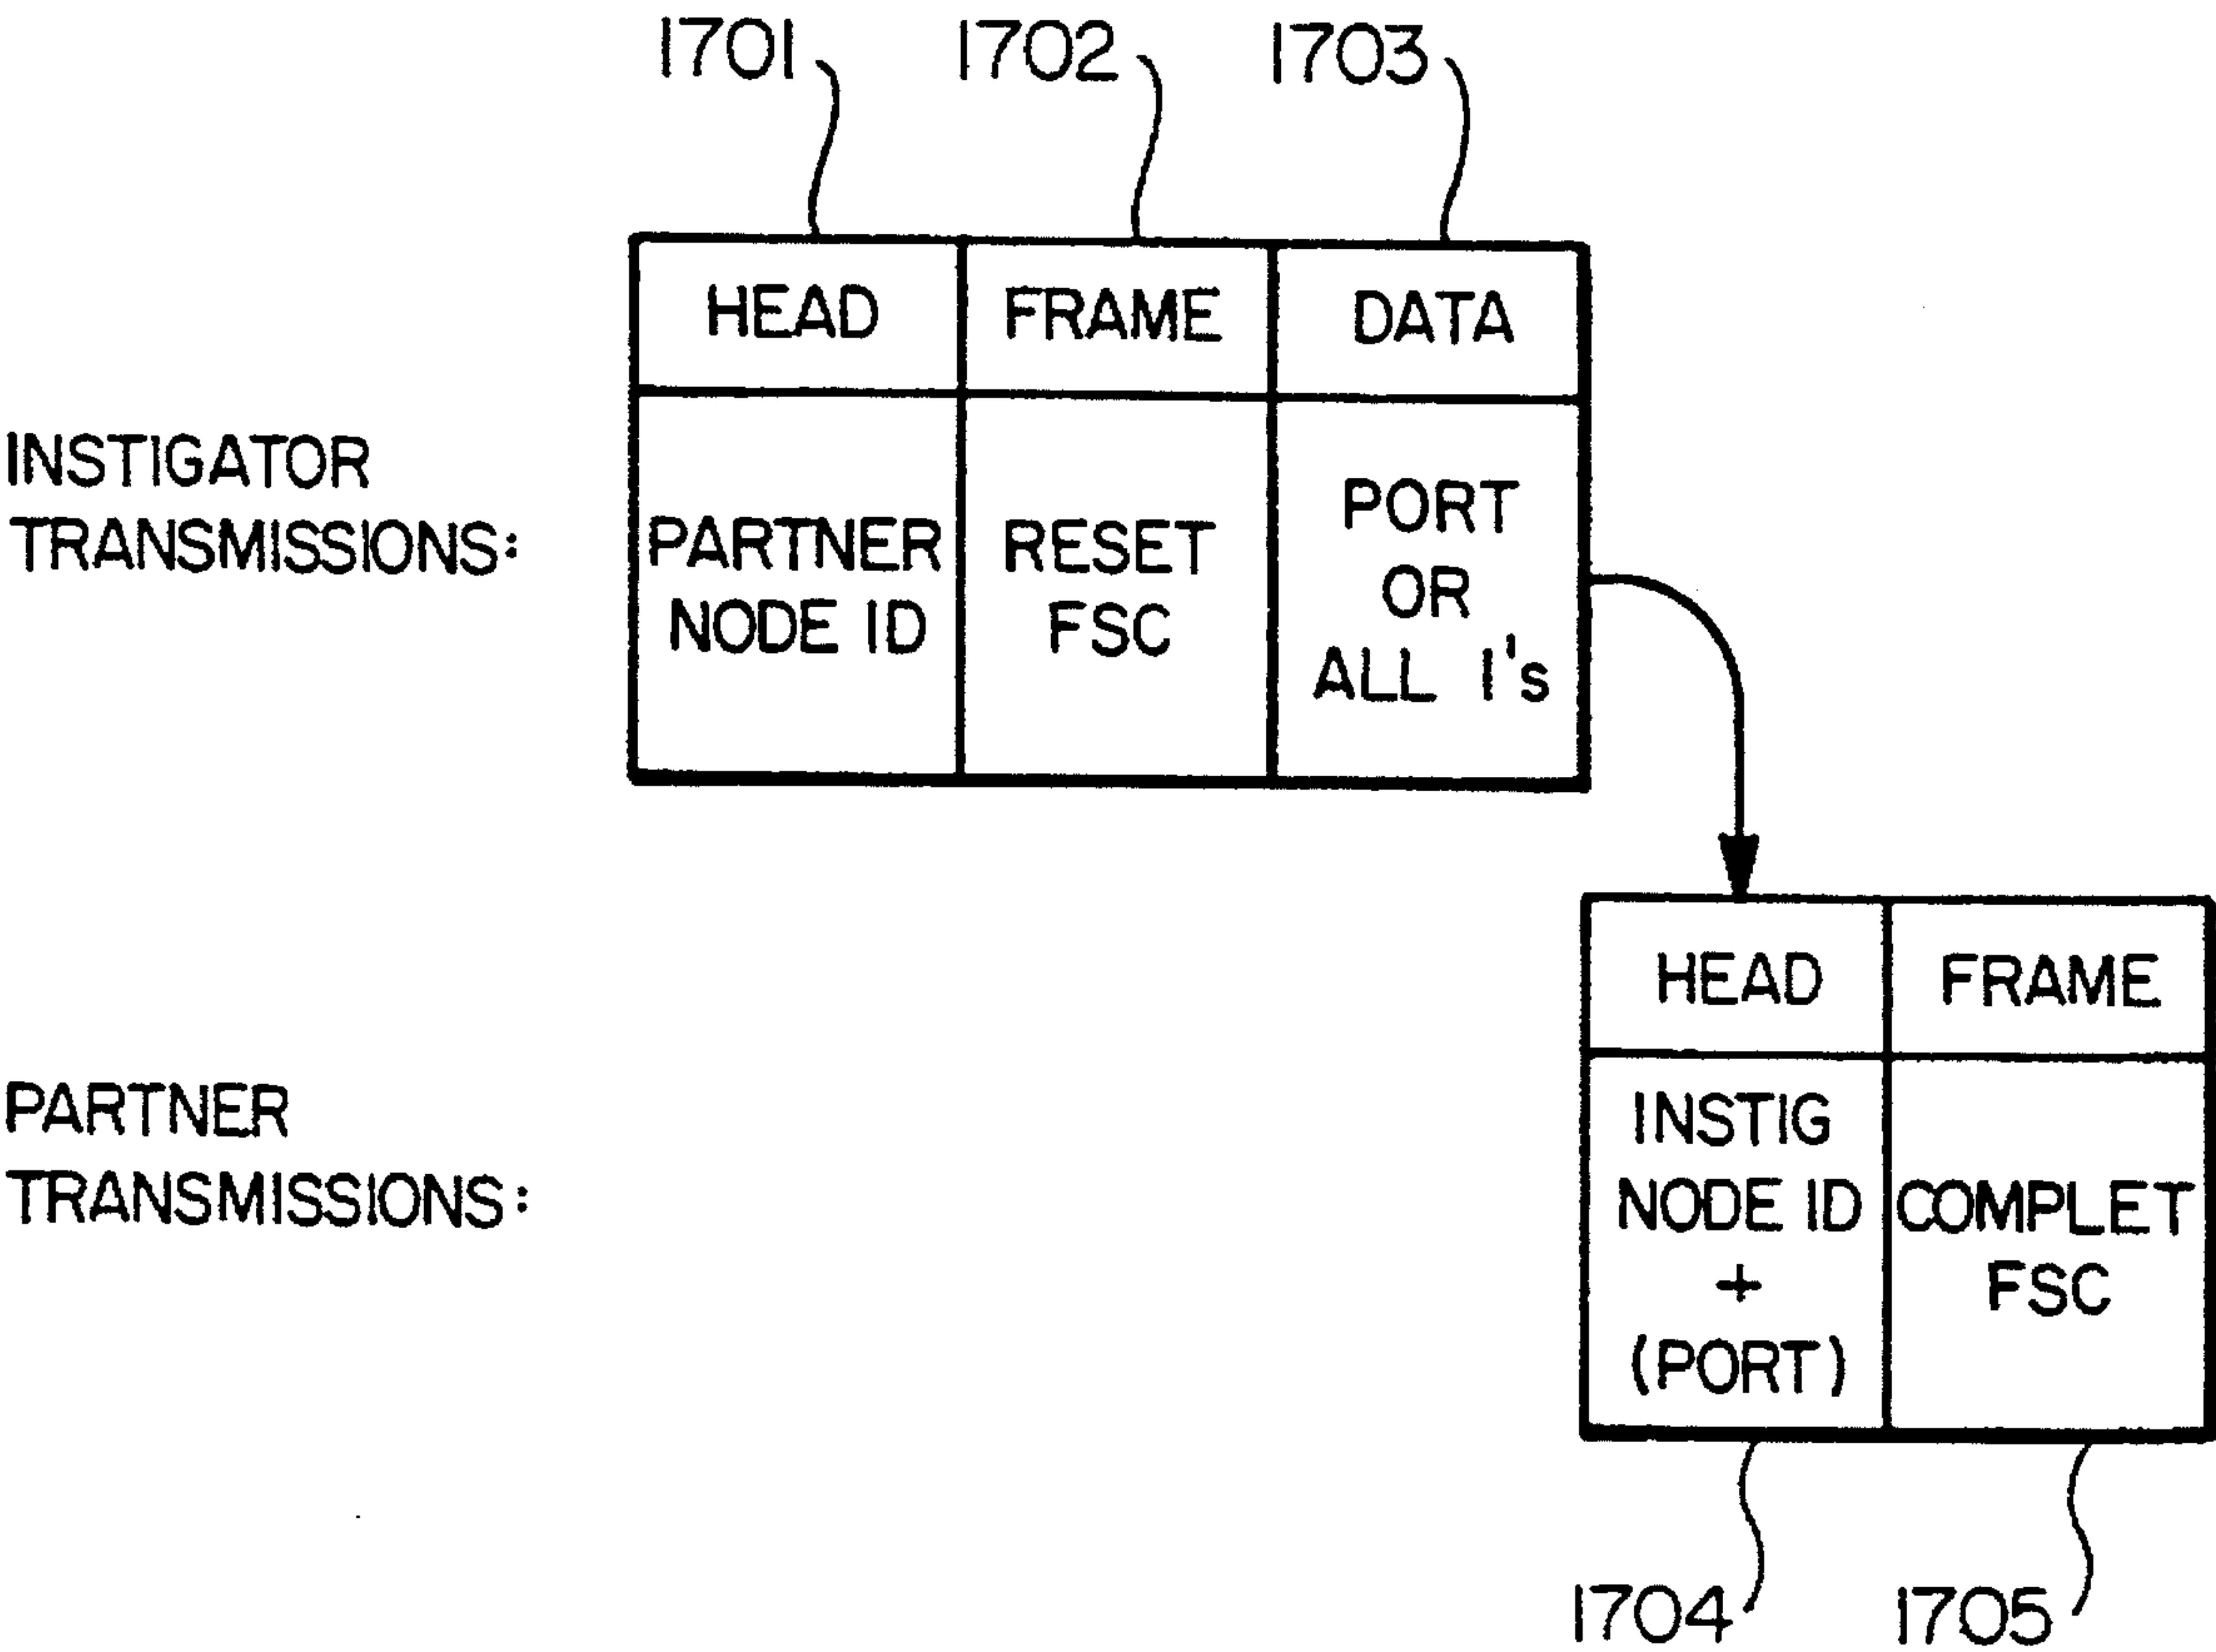 1701 1702 1703
HEAD FRAME DATA
INSTIGATOR
TRANSMISSIONS:
PARTNER
NODE ID
RESET
FSC
PORT
OR
ALL 1's
PARTNER
TRANSMISSIONS:
HEAD FRAME
INSTIG
NODE ID
+
(PORT)
COMPLET
FSC
1704 1705